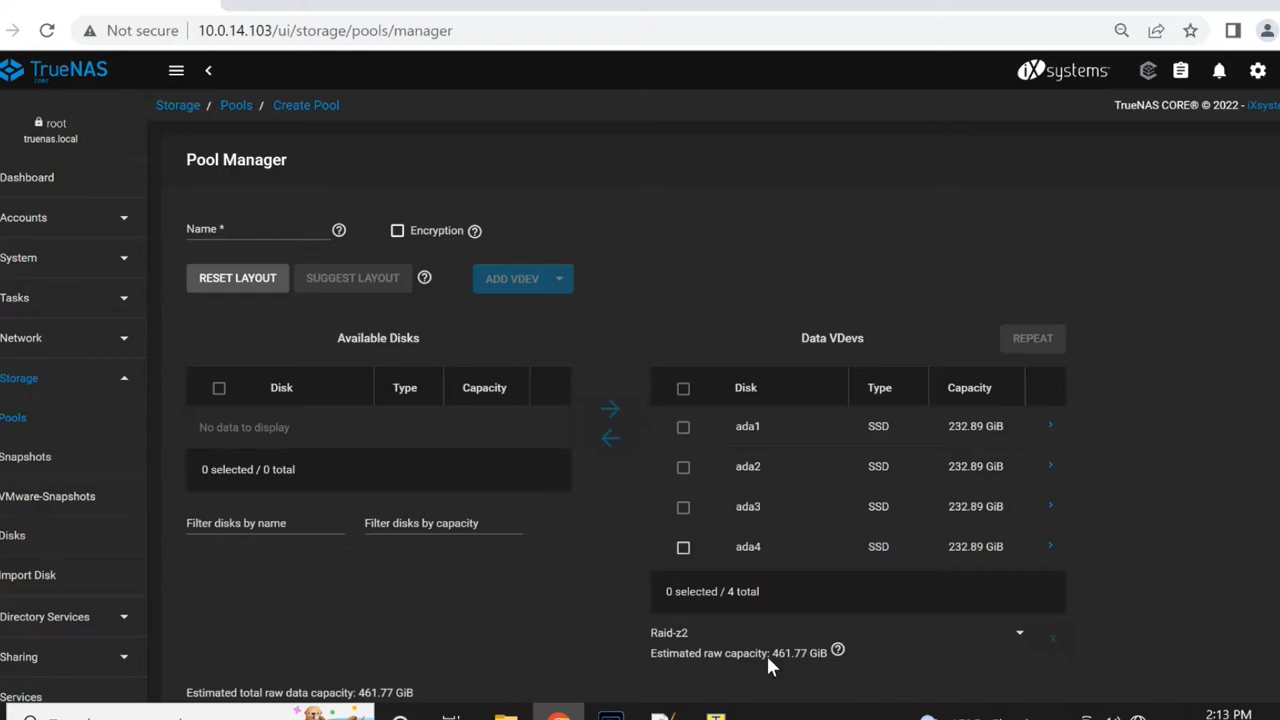 Not secure 10.0.14.103/ui/storage/pools/manager
TrueNAS
CORE
iXsystems
Storage / Pools / Create Pool
TrueNAS CORE® © 2022 - iXsyst
root
truenas.local
Dashboard
Accounts
System
Tasks
Network
Storage
Pools
Snapshots
VMware-Snapshots
Disks
Import Disk
Directory Services
Sharing
Services
Pool Manager
Name *
Encryption
RESET LAYOUT
SUGGEST LAYOUT
ADD VDEV
Available Disks
Disk Type Capacity
No data to display
0 selected / 0 total
Filter disks by name
Filter disks by capacity
Data VDevs
REPEAT
Disk Type Capacity
ada1 SSD 232.89 GiB
ada2 SSD 232.89 GiB
ada3 SSD 232.89 GiB
ada4 SSD 232.89 GiB
0 selected / 4 total
Raid-z2
X
Estimated raw capacity: 461.77 GiB
Estimated total raw data capacity: 461.77 GiB
2:13 PM